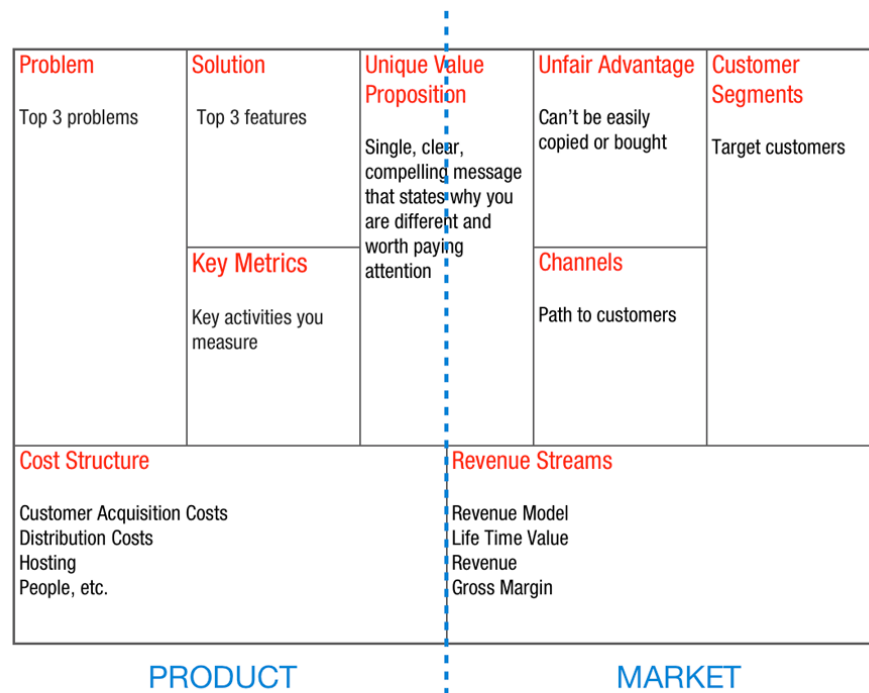 Problem
Top 3 problems
Solution
Top 3 features
Key Metrics
Key activities you
measure
Unique Value
Proposition
Single, clear,
compelling message
that states why you
are different and
worth paying
attention
Unfair Advantage
Can't be easily
copied or bought
Channels
Path to customers
Customer
Segments
Target customers
Cost Structure
Customer Acquisition Costs
Distribution Costs
Hosting
People, etc.
Revenue Streams
Revenue Model
Life Time Value
Revenue
Gross Margin
PRODUCT
MARKET